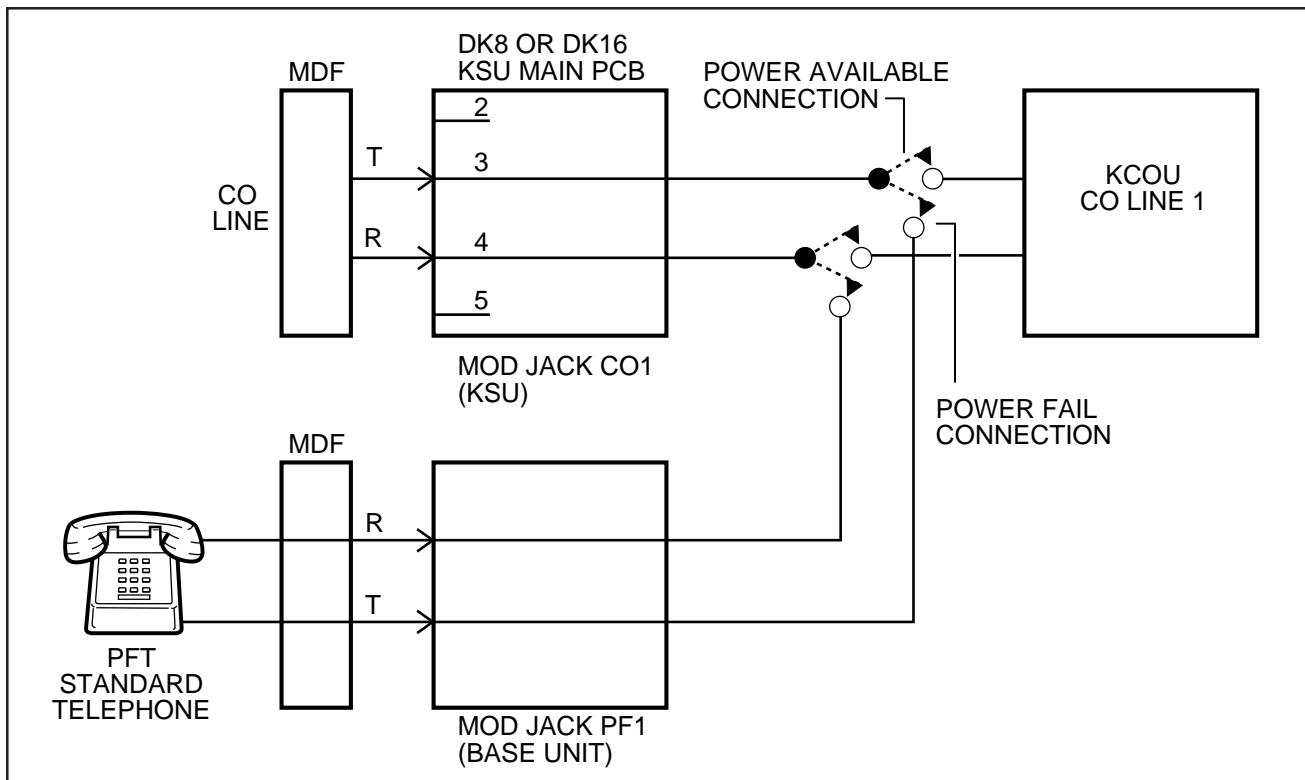 MDF
DK8 OR DK16
KSU MAIN PCB
POWER AVAILABLE
CONNECTION
2
T
3
CO
LINE
R
4
5
KCOU
CO LINE 1
MOD JACK CO1
(KSU)
POWER FAIL
CONNECTION
MDF
R
T
PFT
STANDARD
TELEPHONE
MOD JACK PF1
(BASE UNIT)